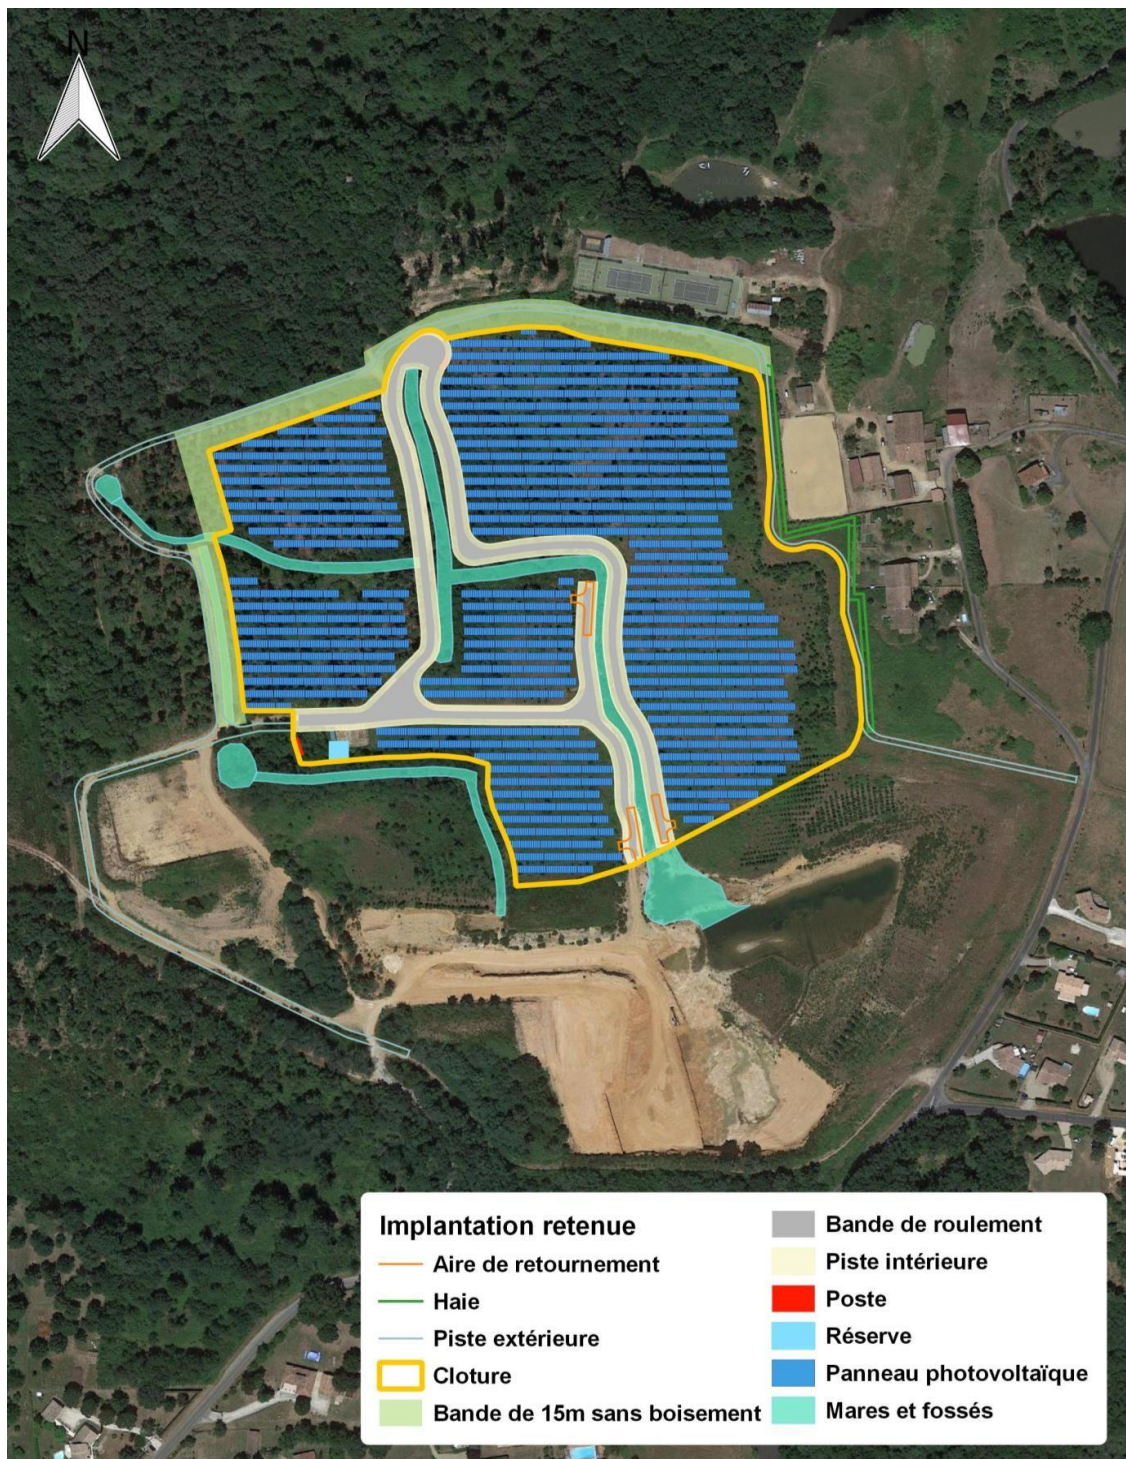 N
Implantation retenue
Aire de retournement
Haie
Piste extérieure
Cloture
Bande de 15m sans boisement
Bande de roulement
Piste intérieure
Poste
Réserve
Panneau photovoltaïque
Mares et fossés